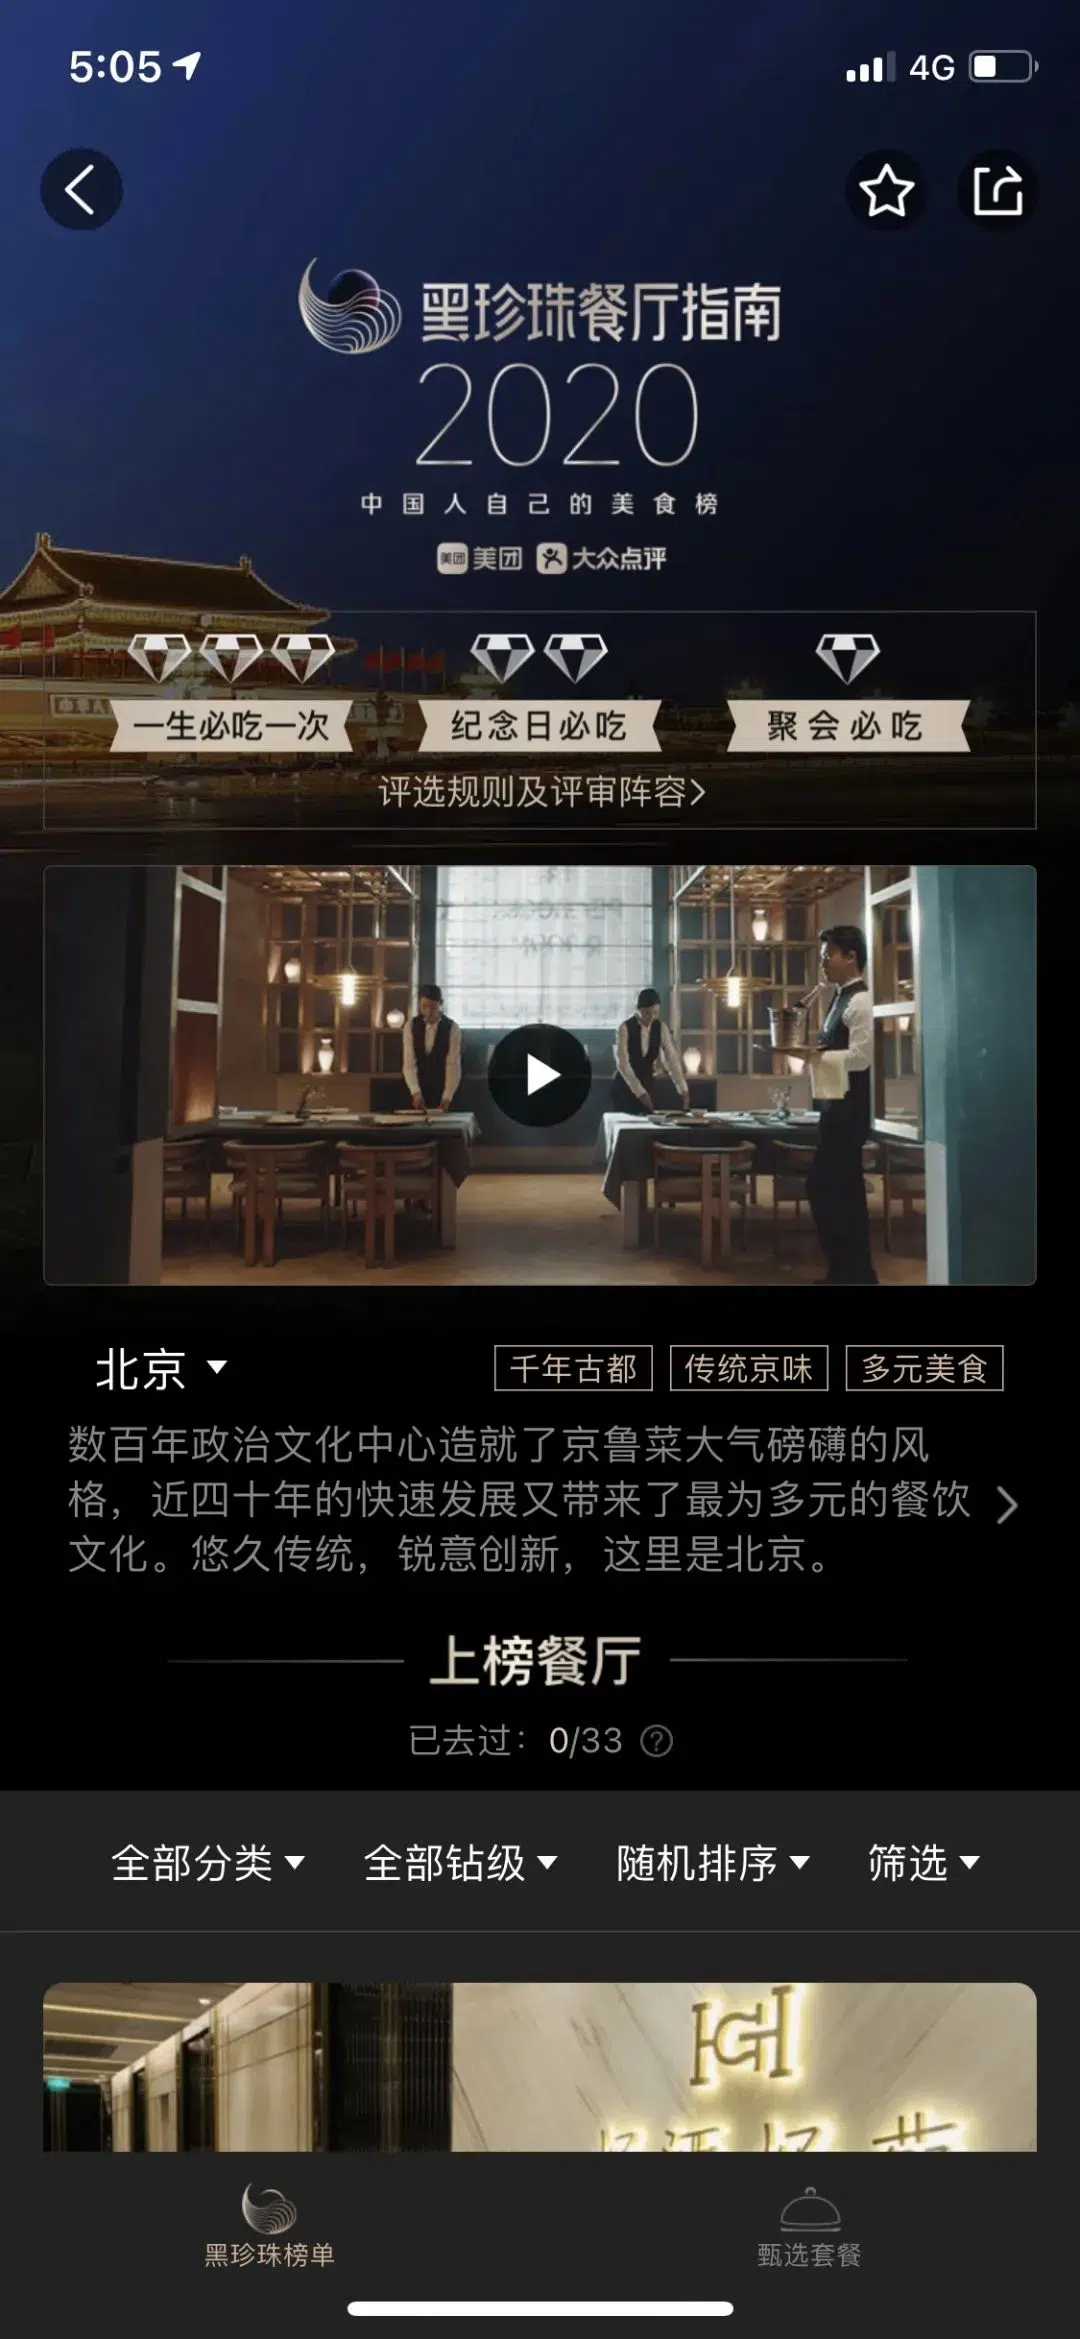 5:05
4G
黑珍珠餐厅指南
2020
中国人自己的美食榜
美团 美团 大众点评
一生必吃一次
纪念日必吃
聚会必吃
评选规则及评审阵容>
北京
千年古都
传统京味
多元美食
数百年政治文化中心造就了京鲁菜大气磅礴的风
格，近四十年的快速发展又带来了最为多元的餐饮
文化。悠久传统，锐意创新，这里是北京。
上榜餐厅
已去过：0/33 ?
全部分类
全部钻级
随机排序
筛选
黑珍珠榜单
甄选套餐